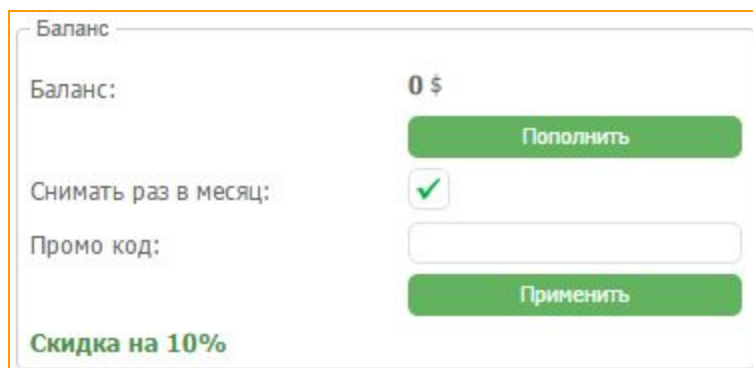 Баланс
Баланс: 0 $
Пополнить
Снимать раз в месяц:
Промо код:
Применить
Скидка на 10%